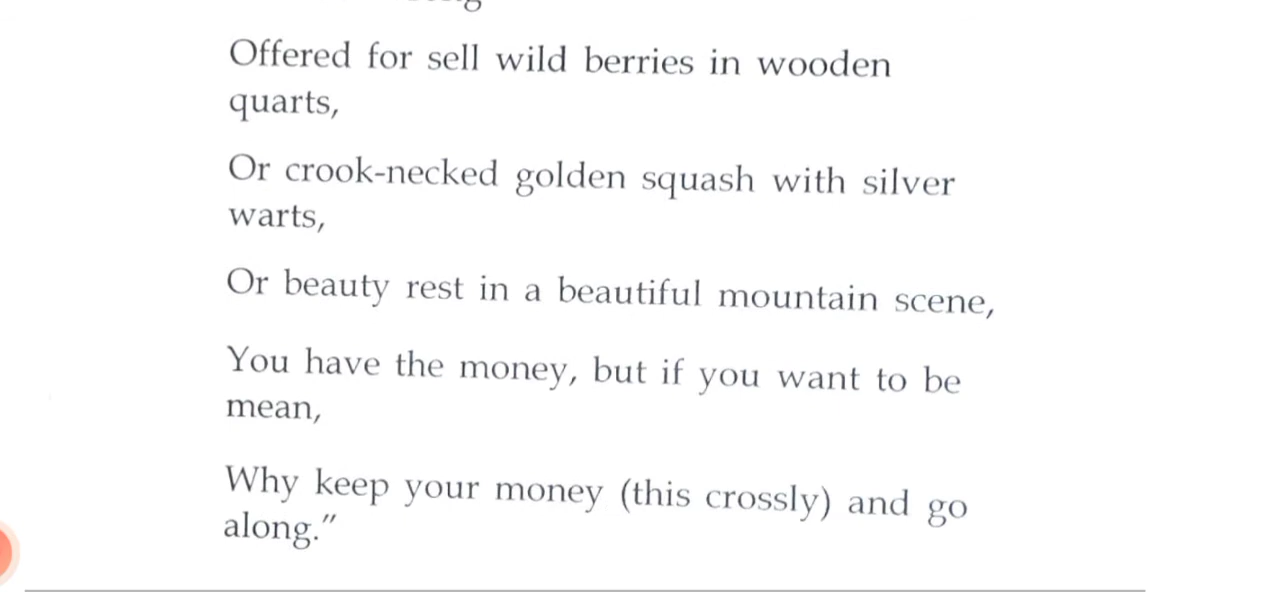 Offered for sell wild berries in wooden
quarts,
Or crook-necked golden squash with silver
warts,
Or beauty rest in a beautiful mountain scene,
You have the money, but if you want to be
mean,
Why keep your money (this crossly) and go
along.”